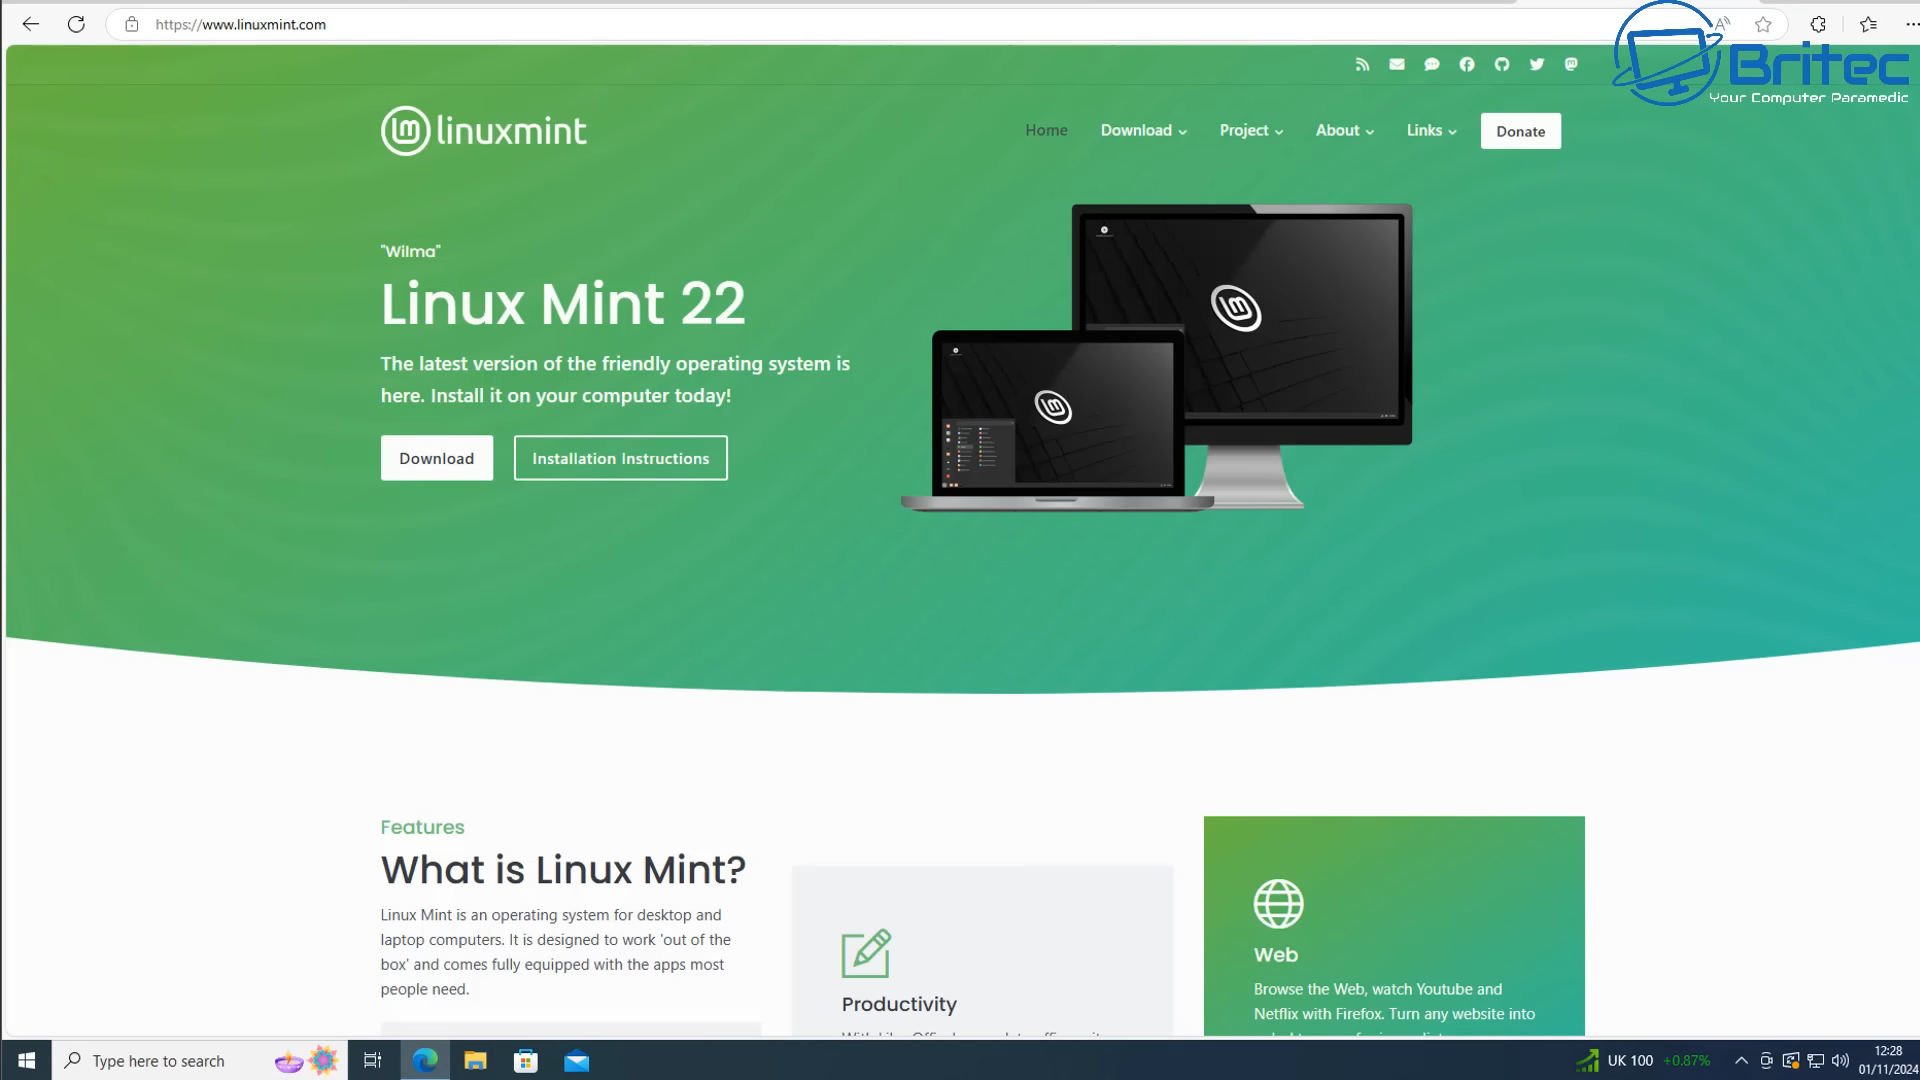 https://www.linuxmint.com
Britec
Your Computer Paramedic
linuxmint
Home
Download
Project
About
Links
Donate
"Wilma"
Linux Mint 22
The latest version of the friendly operating system is
here. Install it on your computer today!
Download
Installation Instructions
Features
What is Linux Mint?
Linux Mint is an operating system for desktop and
laptop computers. It is designed to work 'out of the
box' and comes fully equipped with the apps most
people need.
Productivity
Web
Browse the Web, watch Youtube and
Netflix with Firefox. Turn any website into
Type here to search
UK 100 +0.87%
12:28
01/11/2024